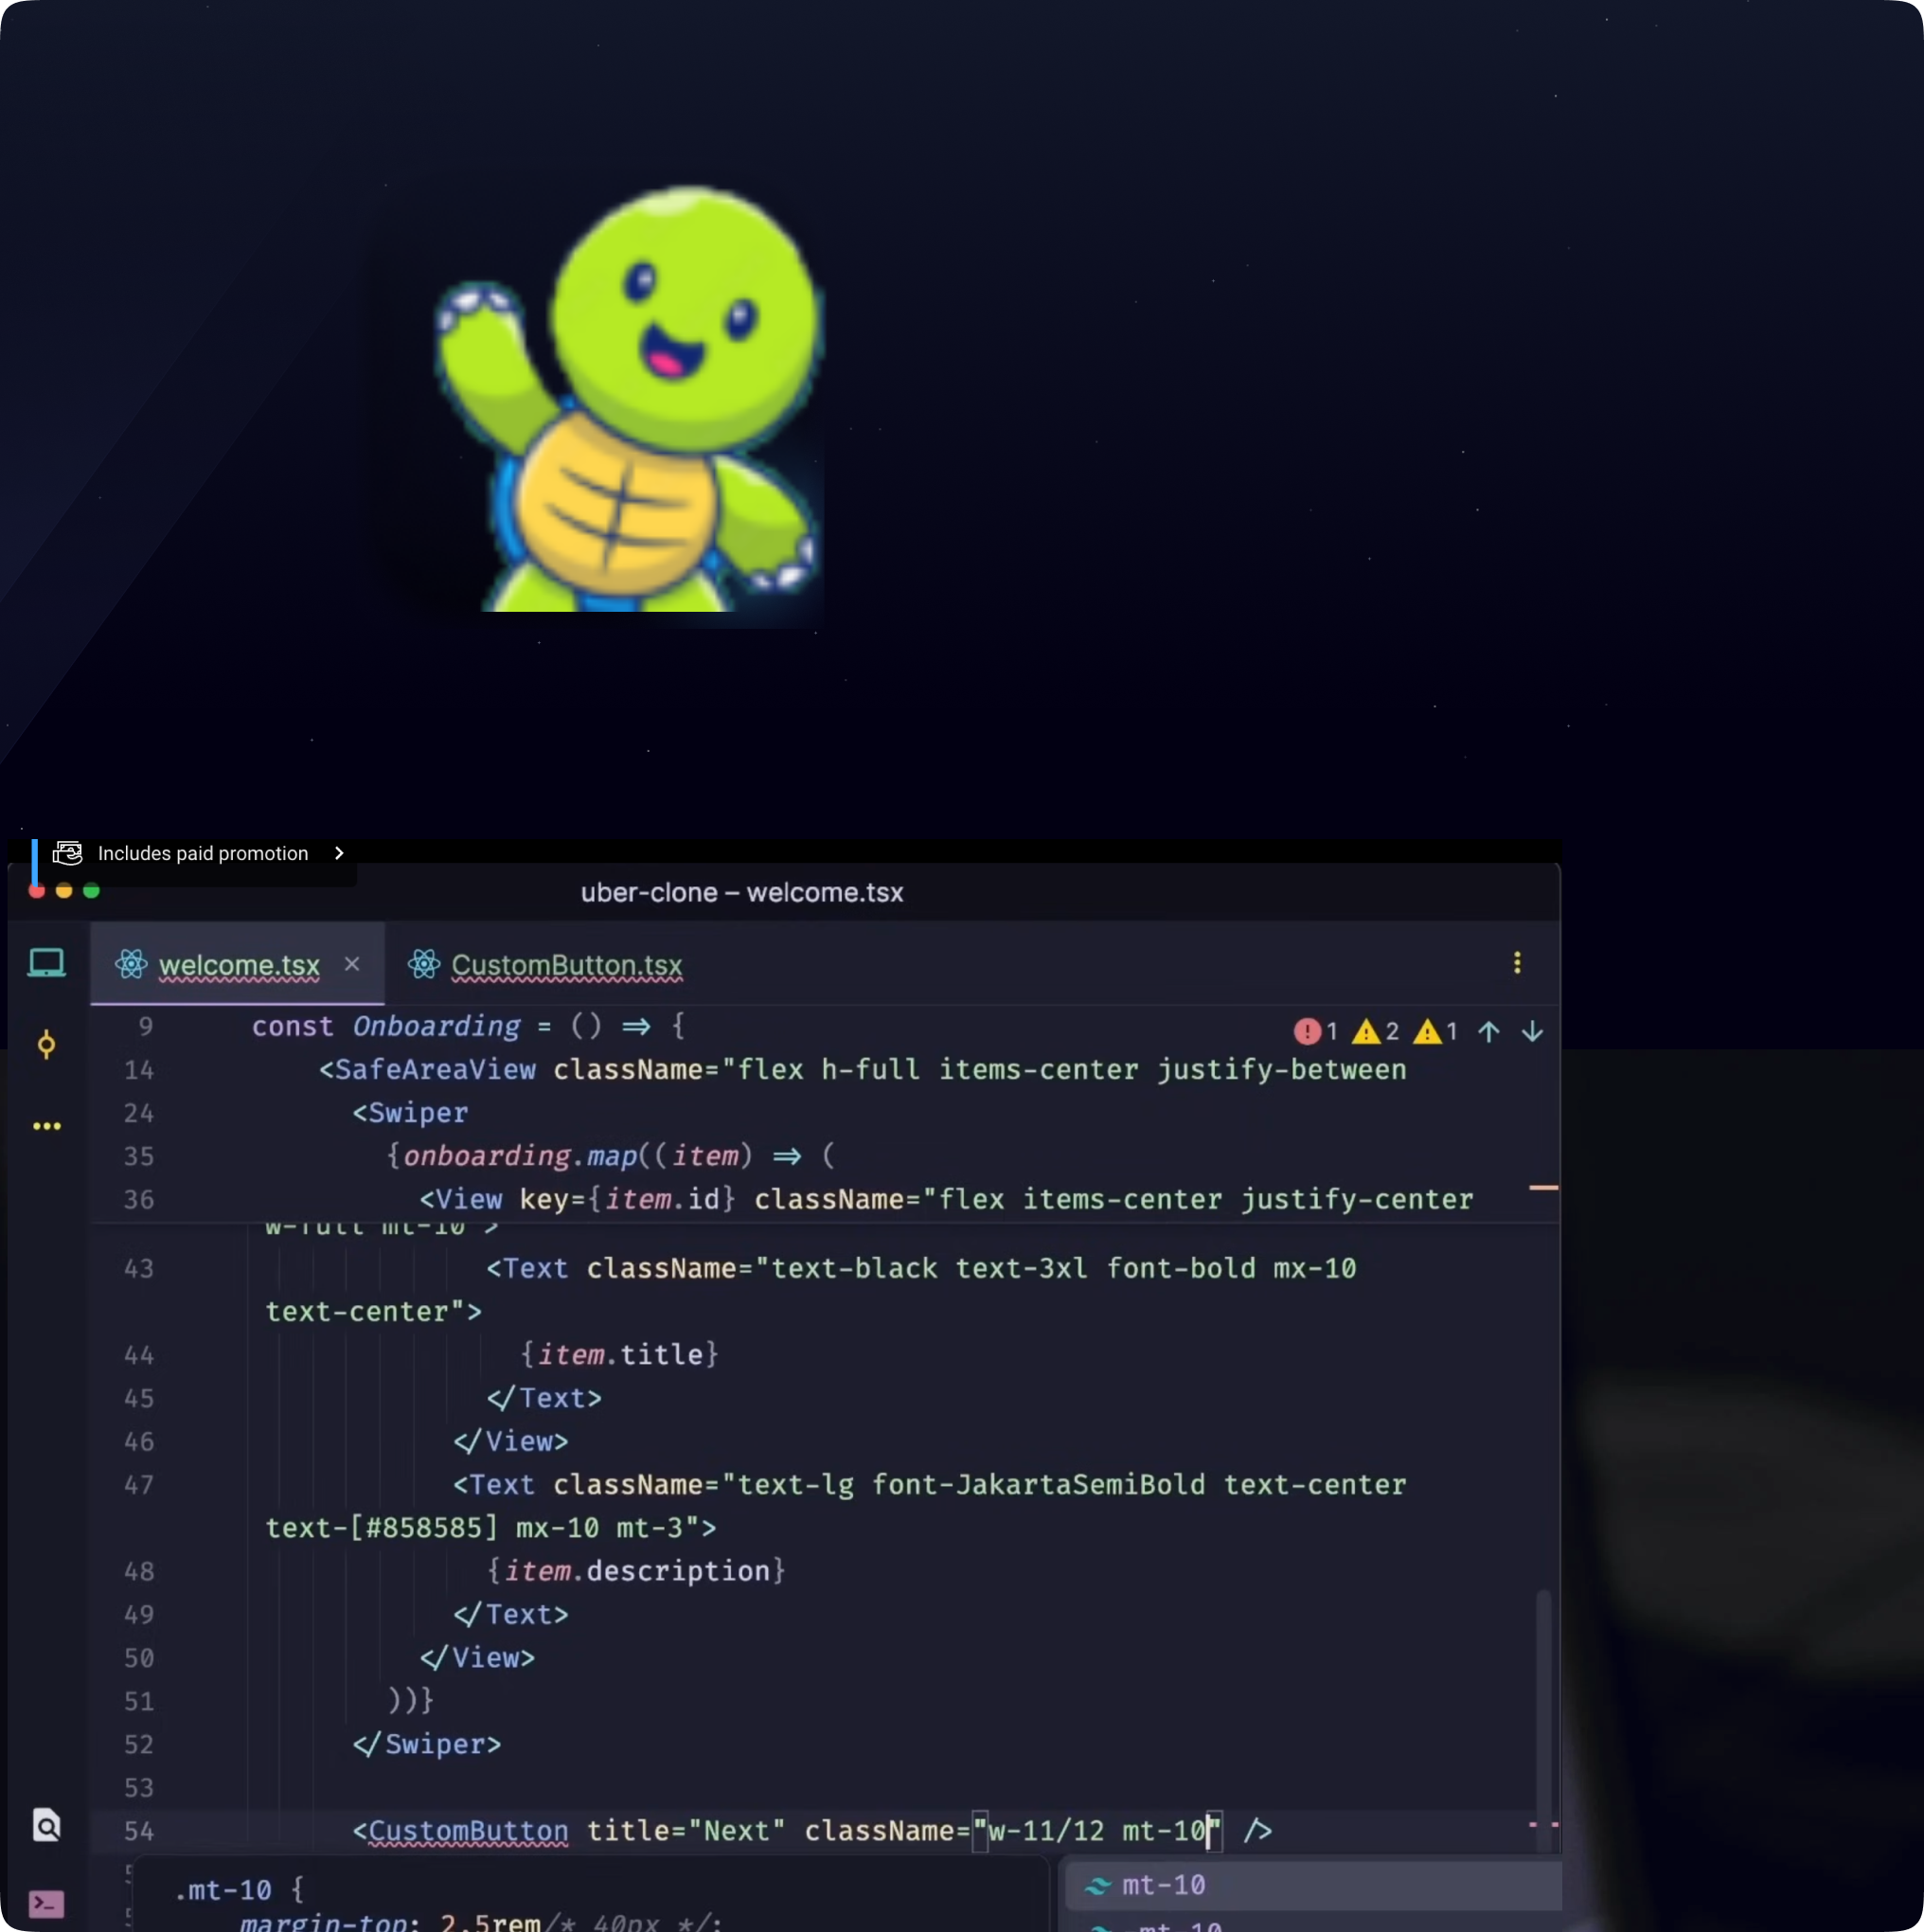 Includes paid promotion
uber-clone – welcome.tsx
welcome.tsx × CustomButton.tsx
9 const Onboarding = () => {
1 2 1
14 <SafeAreaView className="flex h-full items-center justify-between
24 <Swiper
35 {onboarding.map((item) => (
36 <View key={item.id} className="flex items-center justify-center
w-full mt-10">
43 <Text className="text-black text-3xl font-bold mx-10
text-center">
44 {item.title}
45 </Text>
46 </View>
47 <Text className="text-lg font-JakartaSemiBold text-center
text-[#858585] mx-10 mt-3">
48 {item.description}
49 </Text>
50 </View>
51 ))}
52 </Swiper>
53
54 <CustomButton title="Next" className="w-11/12 mt-10" />
.mt-10 {
margin-top: 2.5rem/* 40px */;
mt-10
-mt-10